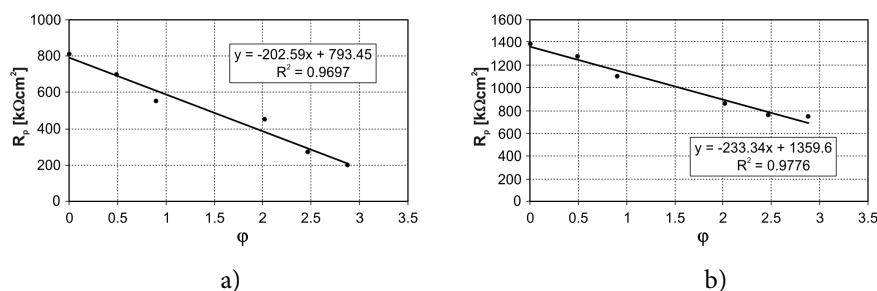 1000
800
600
400
200
0
R_p [kΩcm²]
y = -202.59x + 793.45
R² = 0.9697
0 0.5 1 1.5 2 2.5 3 3.5
φ
a)
1600
1400
1200
1000
800
600
400
200
0
R_p [kΩcm²]
y = -233.34x + 1359.6
R² = 0.9776
0 0.5 1 1.5 2 2.5 3 3.5
φ
b)